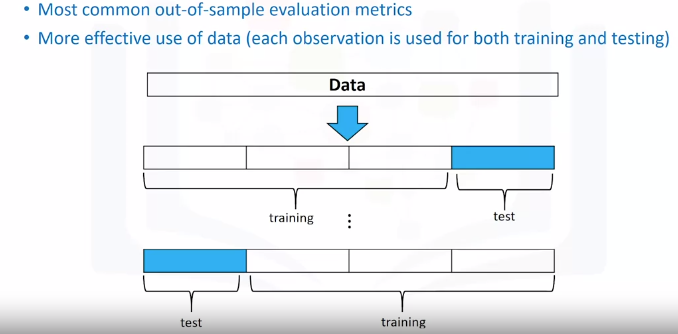 • Most common out-of-sample evaluation metrics
• More effective use of data (each observation is used for both training and testing)
Data
training
test
test
training